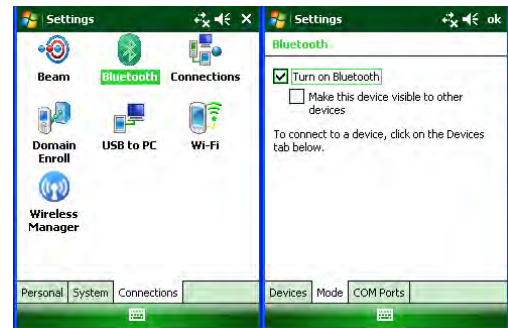 Settings
Beam
Bluetooth
Connections
Domain
Enroll
USB to PC
Wi-Fi
Wireless
Manager
Personal
System
Connections
Settings
ok
Bluetooth
Turn on Bluetooth
Make this device visible to other
devices
To connect to a device, click on the Devices
tab below.
Devices
Mode
COM Ports